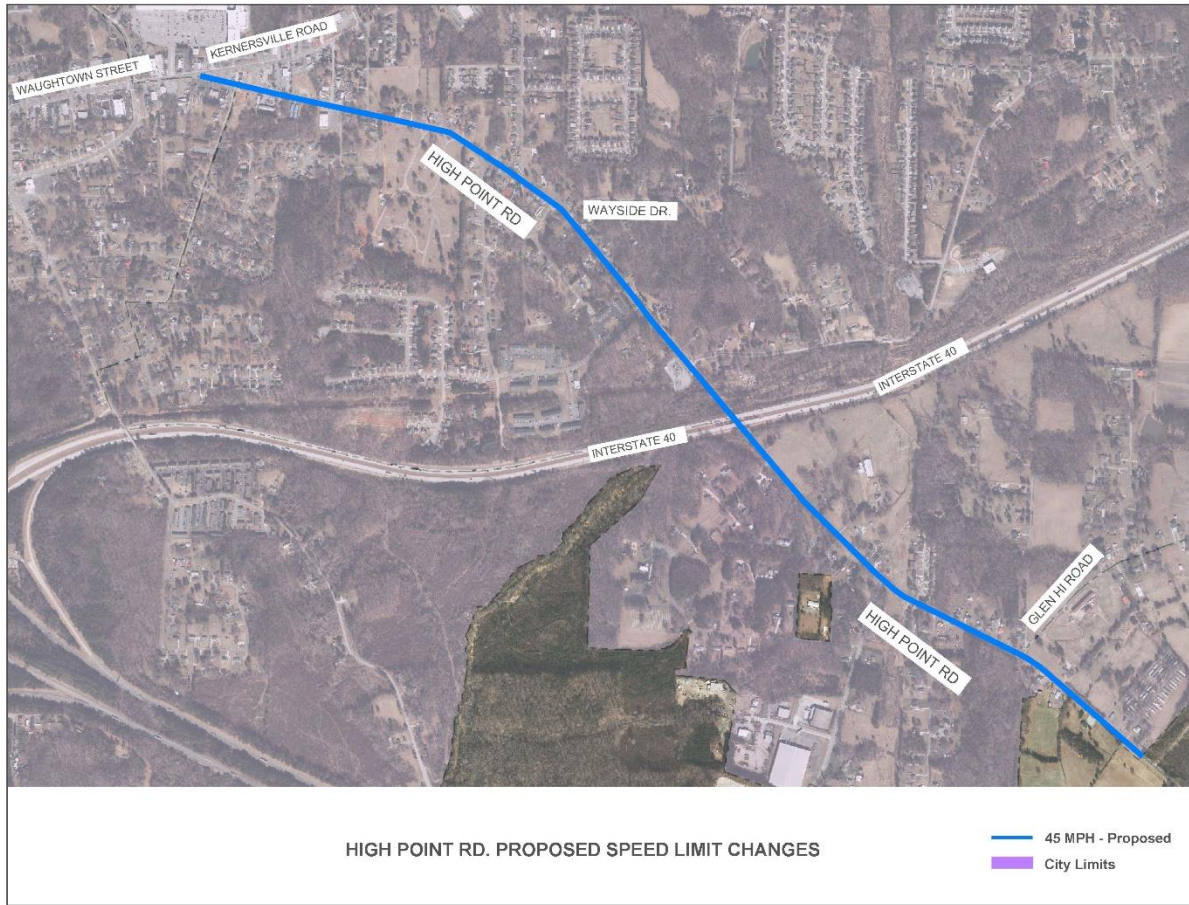 KERNERSVILLE ROAD
WAUGHTOWN STREET
HIGH POINT RD
WAYSIDE DR.
INTERSTATE 40
INTERSTATE 40
GLEN HI ROAD
HIGH POINT RD
HIGH POINT RD. PROPOSED SPEED LIMIT CHANGES
45 MPH - Proposed
City Limits